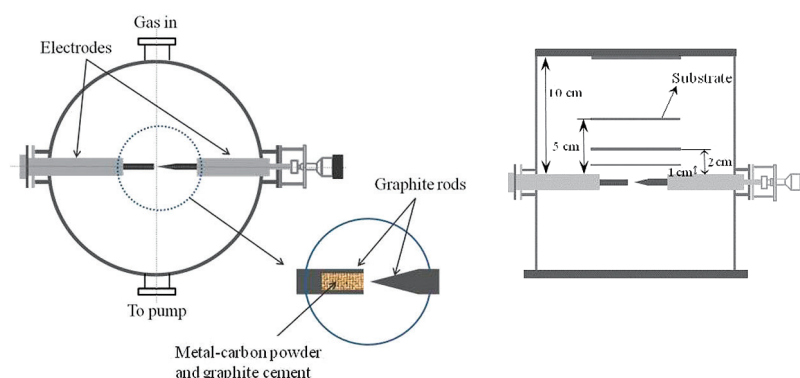 Gas in
Electrodes
Graphite rods
To pump
Metal-carbon powder
and graphite cement
Substrate
10 cm
5 cm
2 cm
1 cm